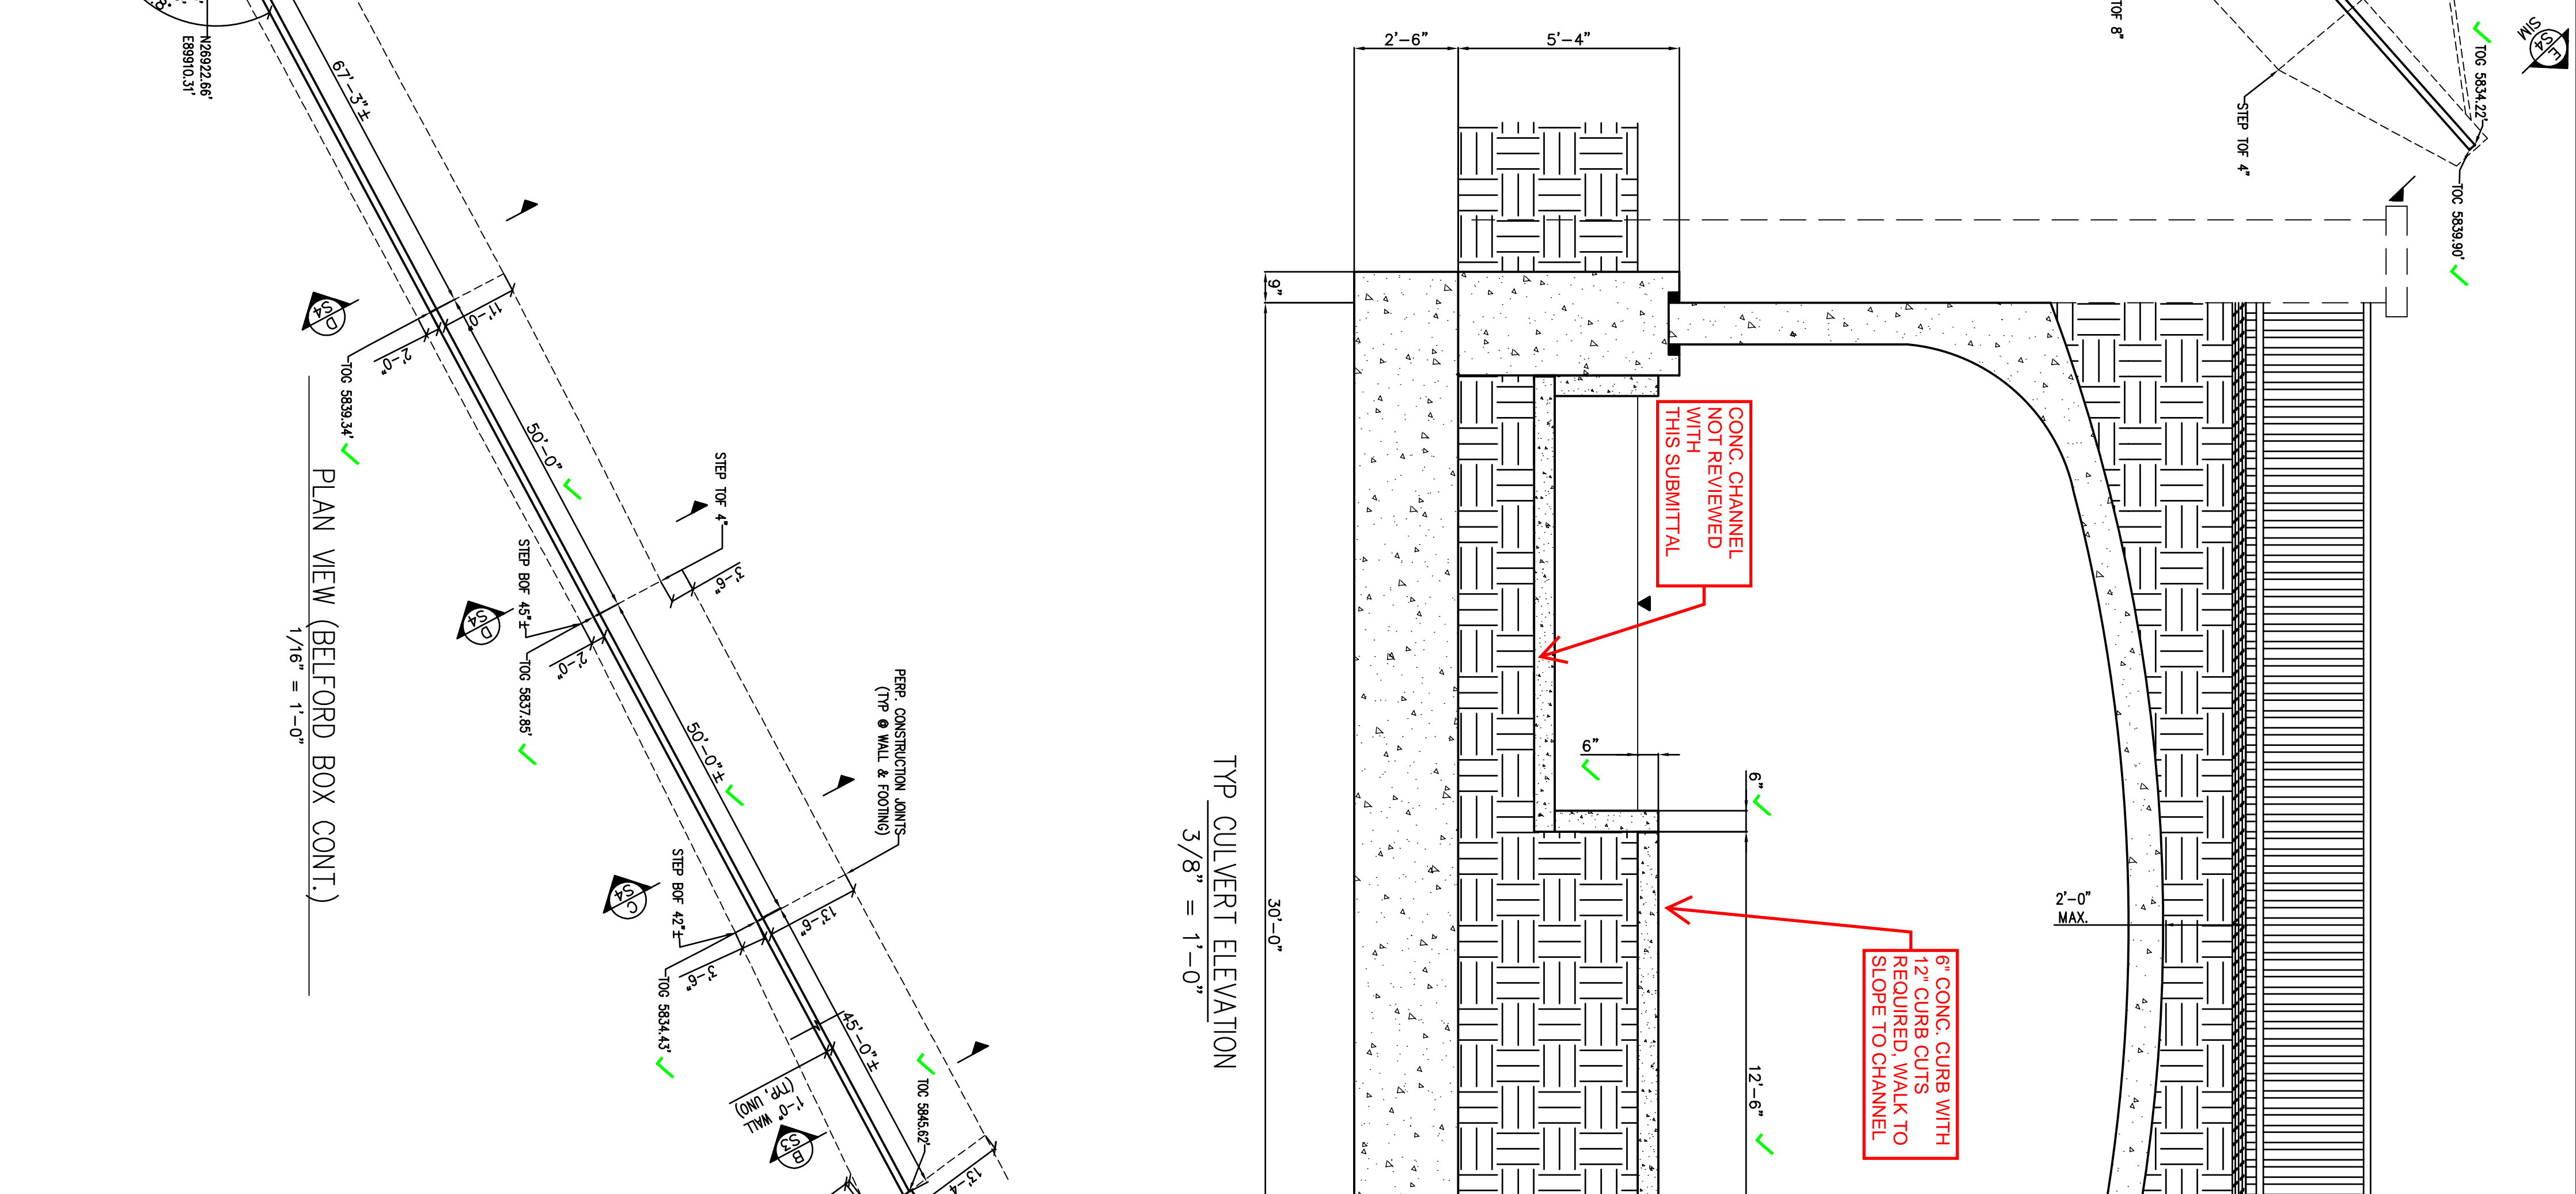 N26922.66'
E89910.31'
67'-3"±
11'-0"
2'-0"
D
S4
TOG 5839.34'
50'-0"
STEP TOF 4"
3'-6"
STEP BOF 45"±
2'-0"
TOG 5837.85'
D
S4
PERP. CONSTRUCTION JOINTS
(TYP @ WALL & FOOTING)
50'-0"±
13'-6"
STEP BOF 42"±
3'-6"
TOG 5834.43'
C
S4
45'-0"±
WALL
1'-0"
(TYP, UNO)
B
S3
TOC 5845.62'
13'-4
PLAN VIEW (BELFORD BOX CONT.)
1/16" = 1'-0"
2'-6"
5'-4"
9"
30'-0"
CONC. CHANNEL
NOT REVIEWED
WITH
THIS SUBMITTAL
6"
6"
12'-6"
6" CONC. CURB WITH
12" CURB CUTS
REQUIRED, WALK TO
SLOPE TO CHANNEL
2'-0"
MAX.
TYP CULVERT ELEVATION
3/8" = 1'-0"
TOF 8"
STEP TOF 4"
TOG 5834.22'
TOC 5839.90'
E
S4
SIM